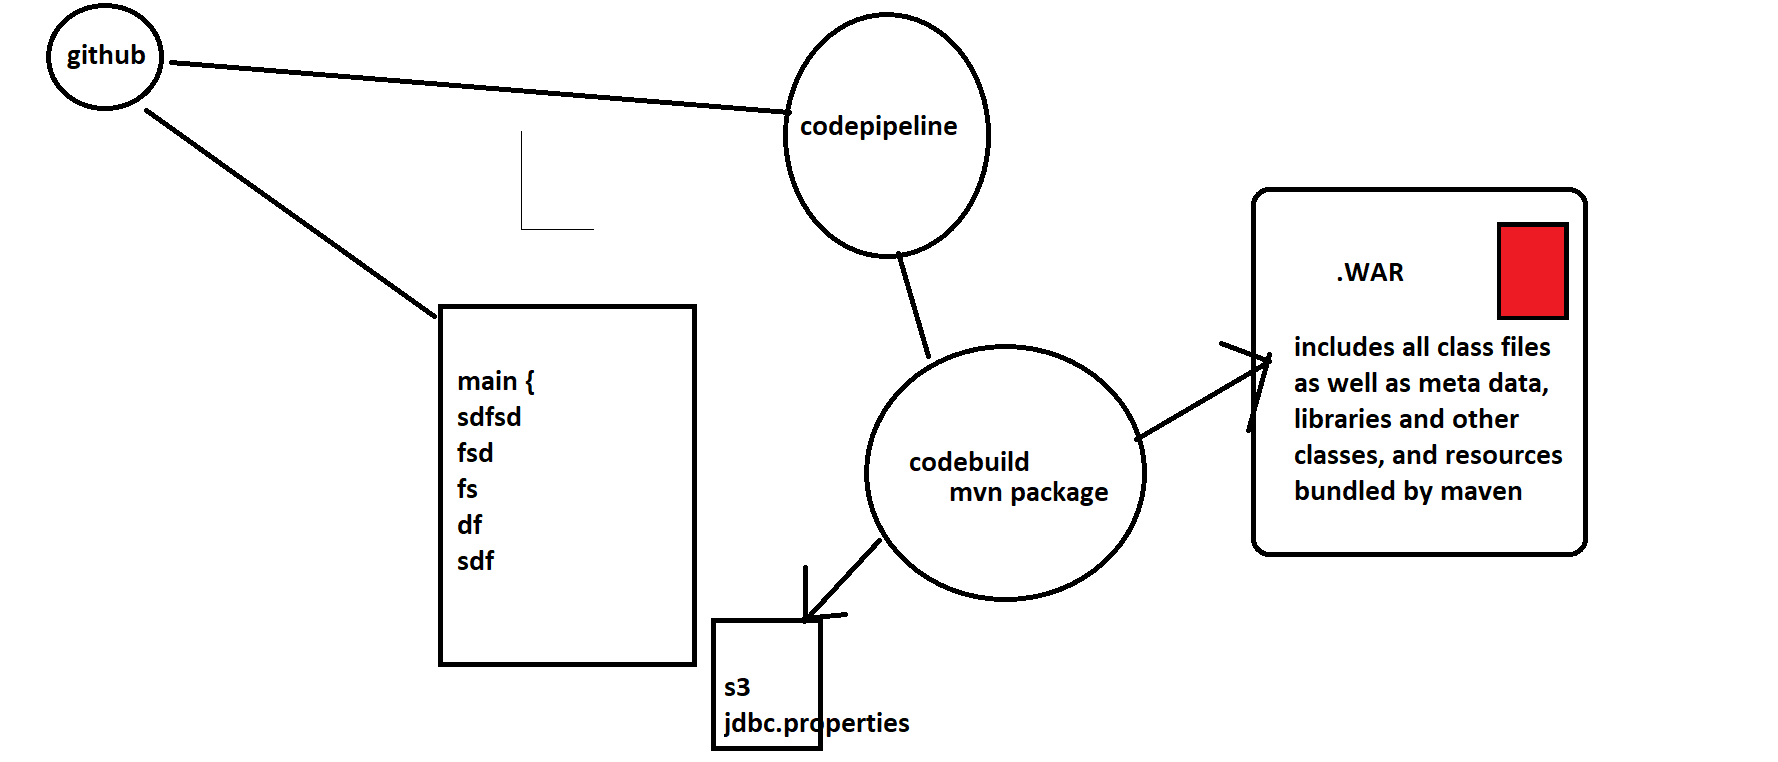 github
codepipeline
.WAR
includes all class files
as well as meta data,
libraries and other
classes, and resources
bundled by maven
main {
sdfsd
fsd
fs
df
sdf
codebuild
mvn package
s3
jdbc.properties